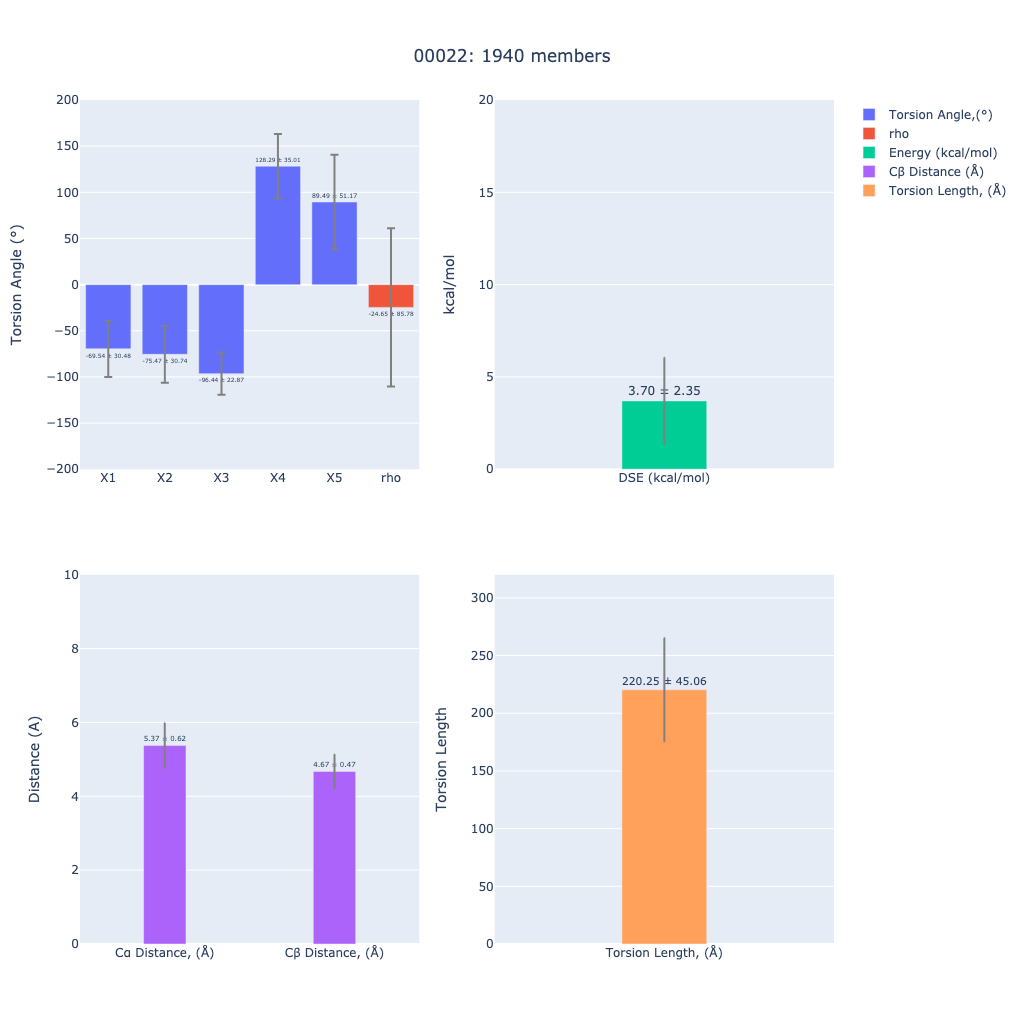 00022: 1940 members
Torsion Angle (°)
200
150
100
50
0
−50
−100
−150
−200
-69.54 ± 30.48
-75.47 ± 30.74
-96.44 ± 22.87
128.29 ± 35.01
89.49 ± 51.17
-24.65 ± 85.78
X1
X2
X3
X4
X5
rho
kcal/mol
20
15
10
5
0
3.70 ± 2.35
DSE (kcal/mol)
Torsion Angle,(°)
rho
Energy (kcal/mol)
Cβ Distance (Å)
Torsion Length, (Å)
Distance (A)
10
8
6
4
2
0
5.37 ± 0.62
4.67 ± 0.47
Cα Distance, (Å)
Cβ Distance, (Å)
Torsion Length
300
250
200
150
100
50
0
220.25 ± 45.06
Torsion Length, (Å)